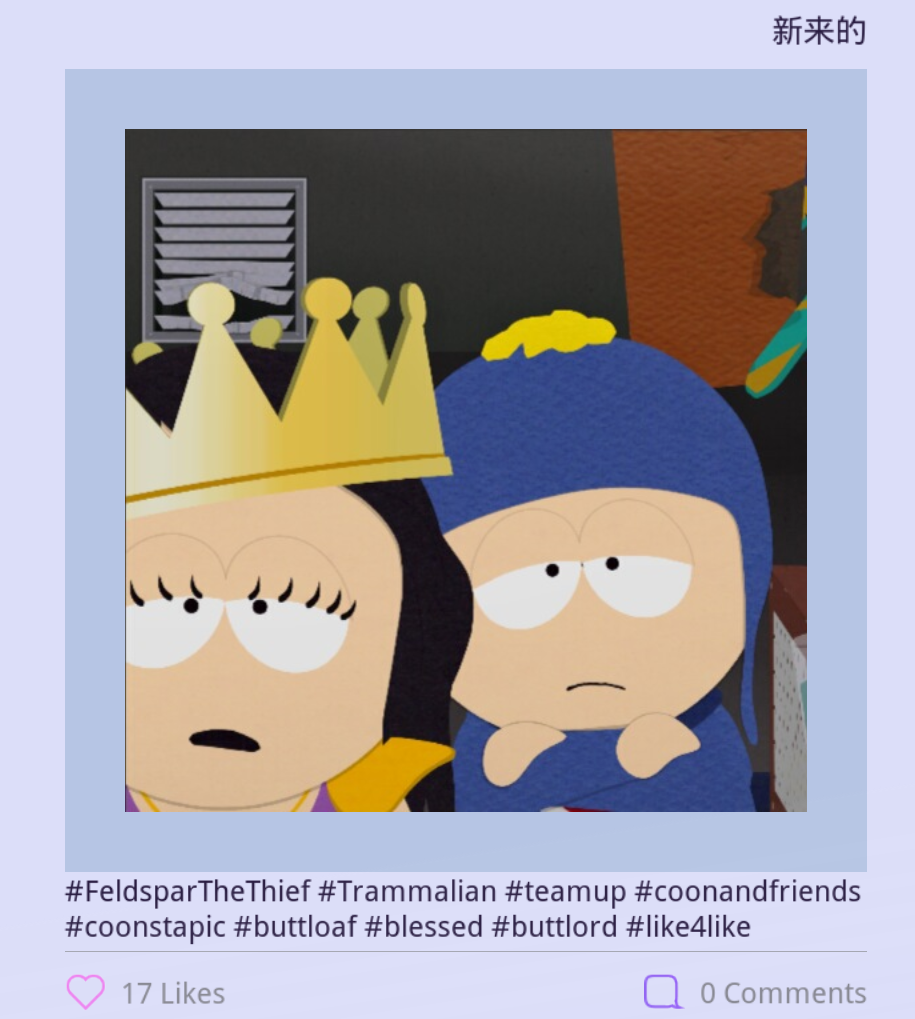 新来的
#FeldsparTheThief #Trammalian #teamup #coonandfriends
#coonstapic #buttloaf #blessed #buttlord #like4like
17 Likes
0 Comments